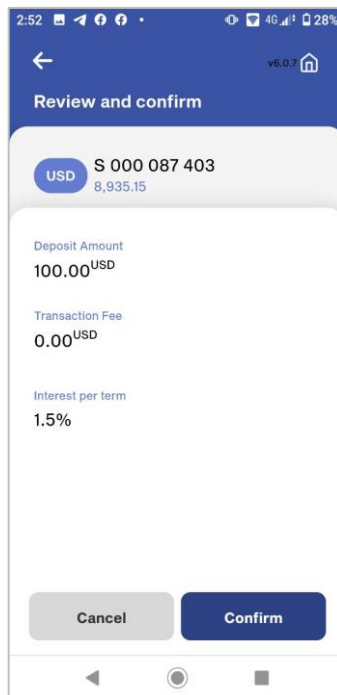 2:52 4G 28%
v6.0.7
Review and confirm
USD S 000 087 403
8,935.15
Deposit Amount
100.00USD
Transaction Fee
0.00USD
Interest per term
1.5%
Cancel Confirm